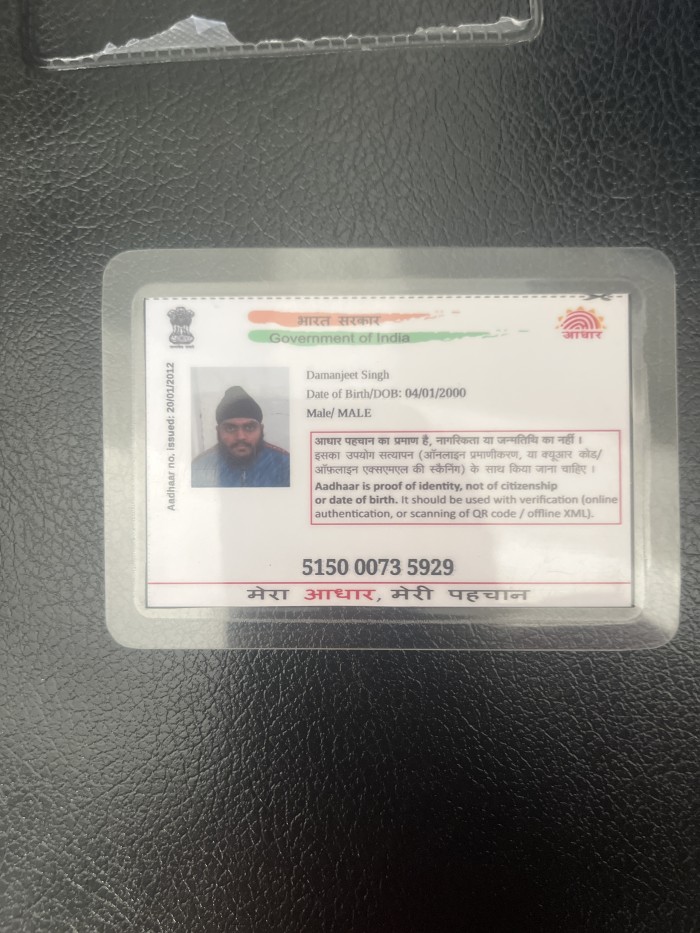 भारत सरकार
Government of India
आधार
Aadhaar no. issued: 20/01/2012
Damanjeet Singh
Date of Birth/DOB: 04/01/2000
Male/ MALE
आधार पहचान का प्रमाण है, नागरिकता या जन्मतिथि का नहीं ।
इसका उपयोग सत्यापन (ऑनलाइन प्रमाणीकरण, या क्यूआर कोड/
ऑफ़लाइन एक्सएमएल की स्कैनिंग) के साथ किया जाना चाहिए ।
Aadhaar is proof of identity, not of citizenship
or date of birth. It should be used with verification (online
authentication, or scanning of QR code / offline XML).
5150 0073 5929
मेरा आधार, मेरी पहचान